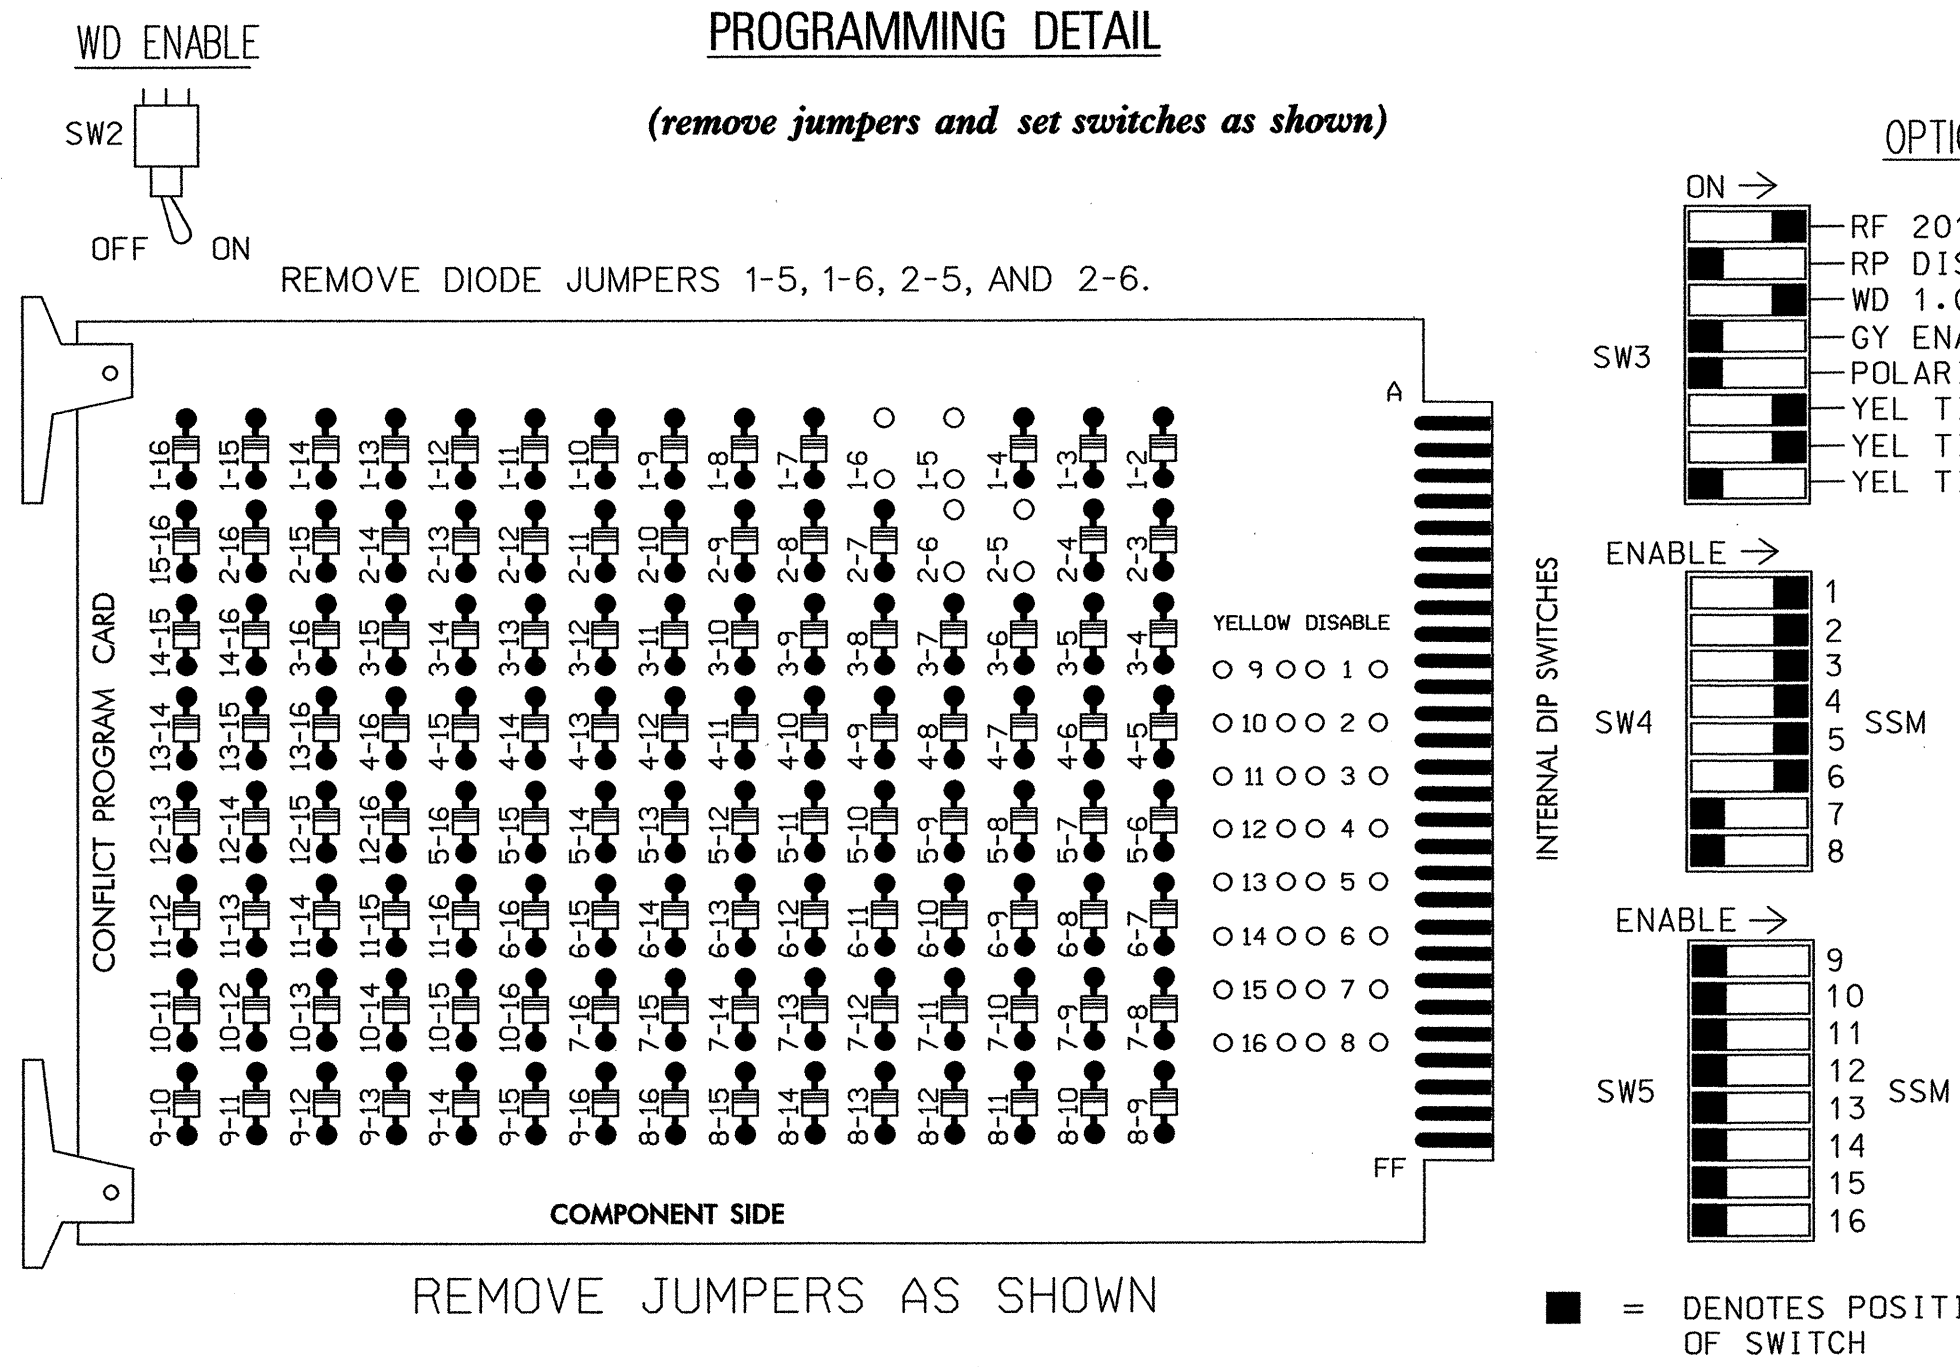 PROGRAMMING DETAIL
(remove jumpers and set switches as shown)
WD ENABLE
SW2
OFF ON
REMOVE DIODE JUMPERS 1-5, 1-6, 2-5, AND 2-6.
CONFLICT PROGRAM CARD
1-16 1-15 1-14 1-13 1-12 1-11 1-10 1-9 1-8 1-7 1-6 1-5 1-4 1-3 1-2
15-16 2-16 2-15 2-14 2-13 2-12 2-11 2-10 2-9 2-8 2-7 2-6 2-5 2-4 2-3
14-15 14-16 3-16 3-15 3-14 3-13 3-12 3-11 3-10 3-9 3-8 3-7 3-6 3-5 3-4
13-14 13-15 13-16 4-16 4-15 4-14 4-13 4-12 4-11 4-10 4-9 4-8 4-7 4-6 4-5
12-13 12-14 12-15 12-16 5-16 5-15 5-14 5-13 5-12 5-11 5-10 5-9 5-8 5-7 5-6
11-12 11-13 11-14 11-15 11-16 6-16 6-15 6-14 6-13 6-12 6-11 6-10 6-9 6-8 6-7
10-11 10-12 10-13 10-14 10-15 10-16 7-16 7-15 7-14 7-13 7-12 7-11 7-10 7-9 7-8
9-10 9-11 9-12 9-13 9-14 9-15 9-16 8-16 8-15 8-14 8-13 8-12 8-11 8-10 8-9
A
YELLOW DISABLE
9 1
10 2
11 3
12 4
13 5
14 6
15 7
16 8
FF
COMPONENT SIDE
REMOVE JUMPERS AS SHOWN
INTERNAL DIP SWITCHES
ON →
SW3
RF
RP
WD
GY
YEL
YEL
YEL
ENABLE →
SW4
1
2
3
4
5
6
7
8
SSM
ENABLE →
SW5
9
10
11
12
13
14
15
16
SSM
= DENOTES
OF SWITCH